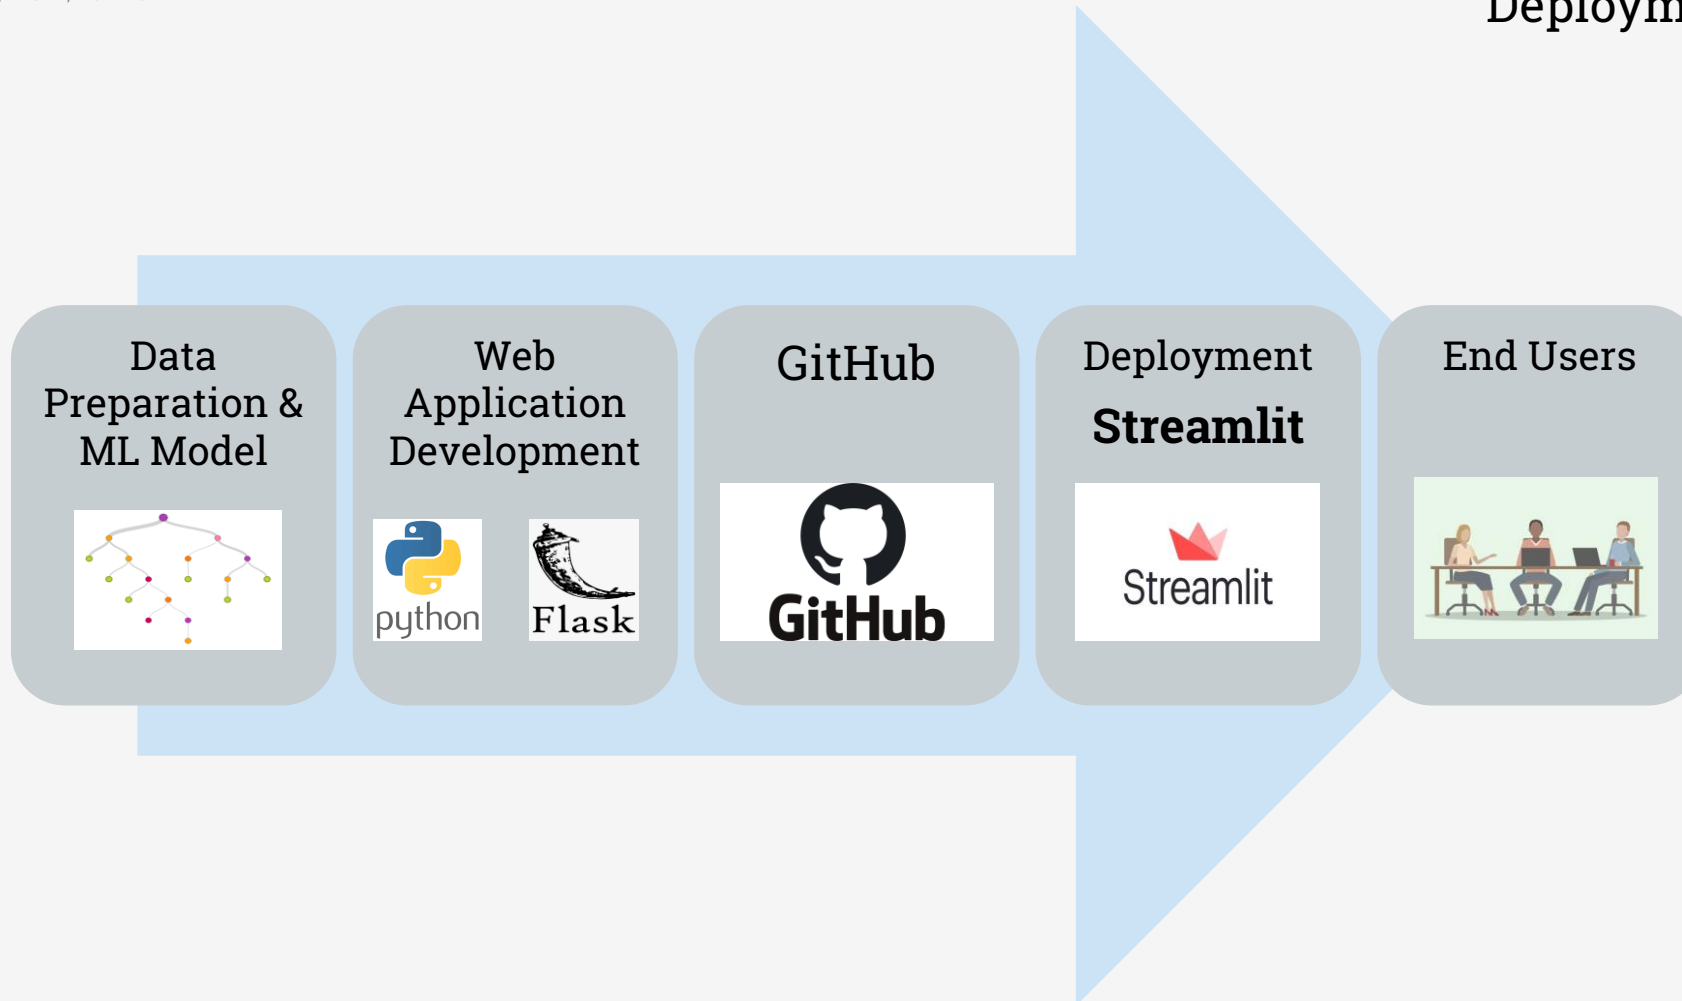 Data
Preparation &
ML Model
Web
Application
Development
python
Flask
GitHub
GitHub
Deployment
Streamlit
Streamlit
End Users